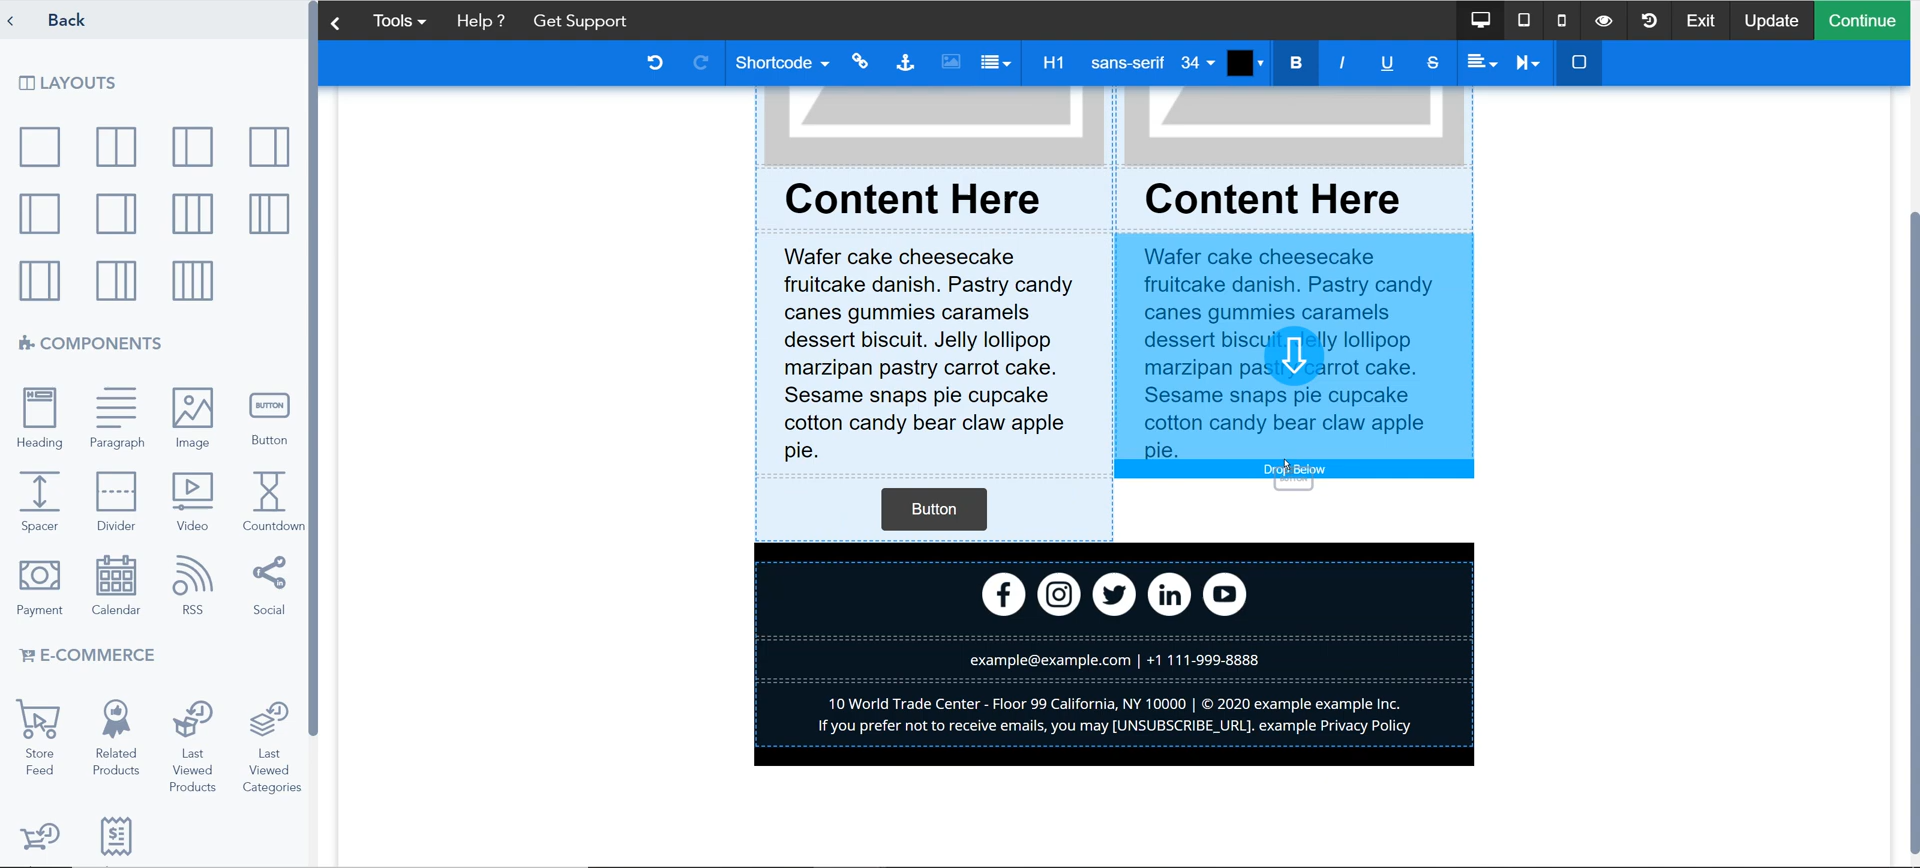 Back
Tools
Help ?
Get Support
Exit
Update
Continue
Shortcode
H1
sans-serif
34
B
I
U
S
LAYOUTS
COMPONENTS
Heading
Paragraph
Image
BUTTON
Button
Spacer
Divider
Video
Countdown
Payment
Calendar
RSS
Social
E-COMMERCE
Store
Feed
Related
Products
Last
Viewed
Products
Last
Viewed
Categories
Content Here
Wafer cake cheesecake
fruitcake danish. Pastry candy
canes gummies caramels
dessert biscuit. Jelly lollipop
marzipan pastry carrot cake.
Sesame snaps pie cupcake
cotton candy bear claw apple
pie.
Button
Content Here
Wafer cake cheesecake
fruitcake danish. Pastry candy
canes gummies caramels
dessert biscuit. Jelly lollipop
marzipan pastry carrot cake.
Sesame snaps pie cupcake
cotton candy bear claw apple
pie.
Drop Below
BUTTON
example@example.com | +1 111-999-8888
10 World Trade Center - Floor 99 California, NY 10000 | © 2020 example example Inc.
If you prefer not to receive emails, you may [UNSUBSCRIBE_URL]. example Privacy Policy